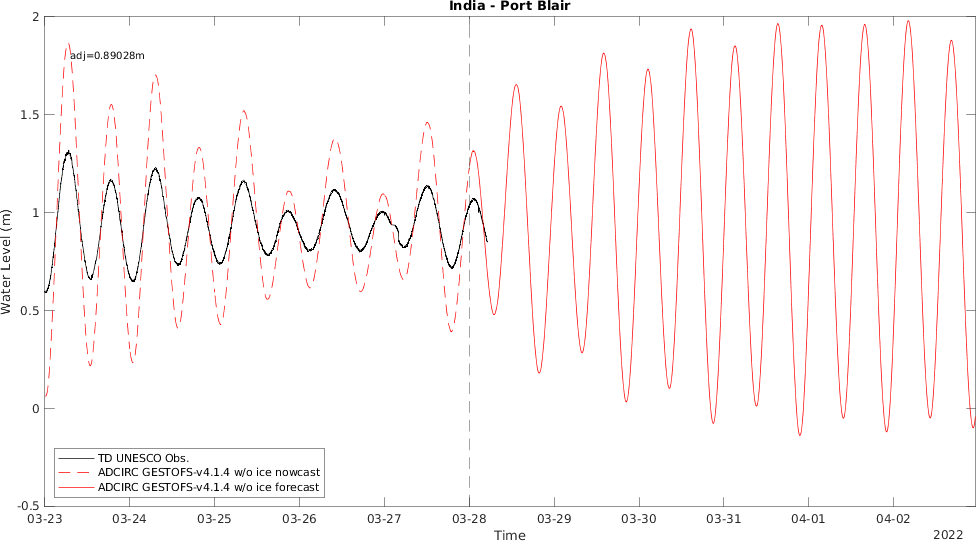 India - Port Blair
adj=0.89028m
2
1.5
1
0.5
0
-0.5
Water Level (m)
TD UNESCO Obs.
ADCIRC GESTOFS-v4.1.4 w/o ice nowcast
ADCIRC GESTOFS-v4.1.4 w/o ice forecast
03-23 03-24 03-25 03-26 03-27 03-28 03-29 03-30 03-31 04-01 04-02
Time
2022